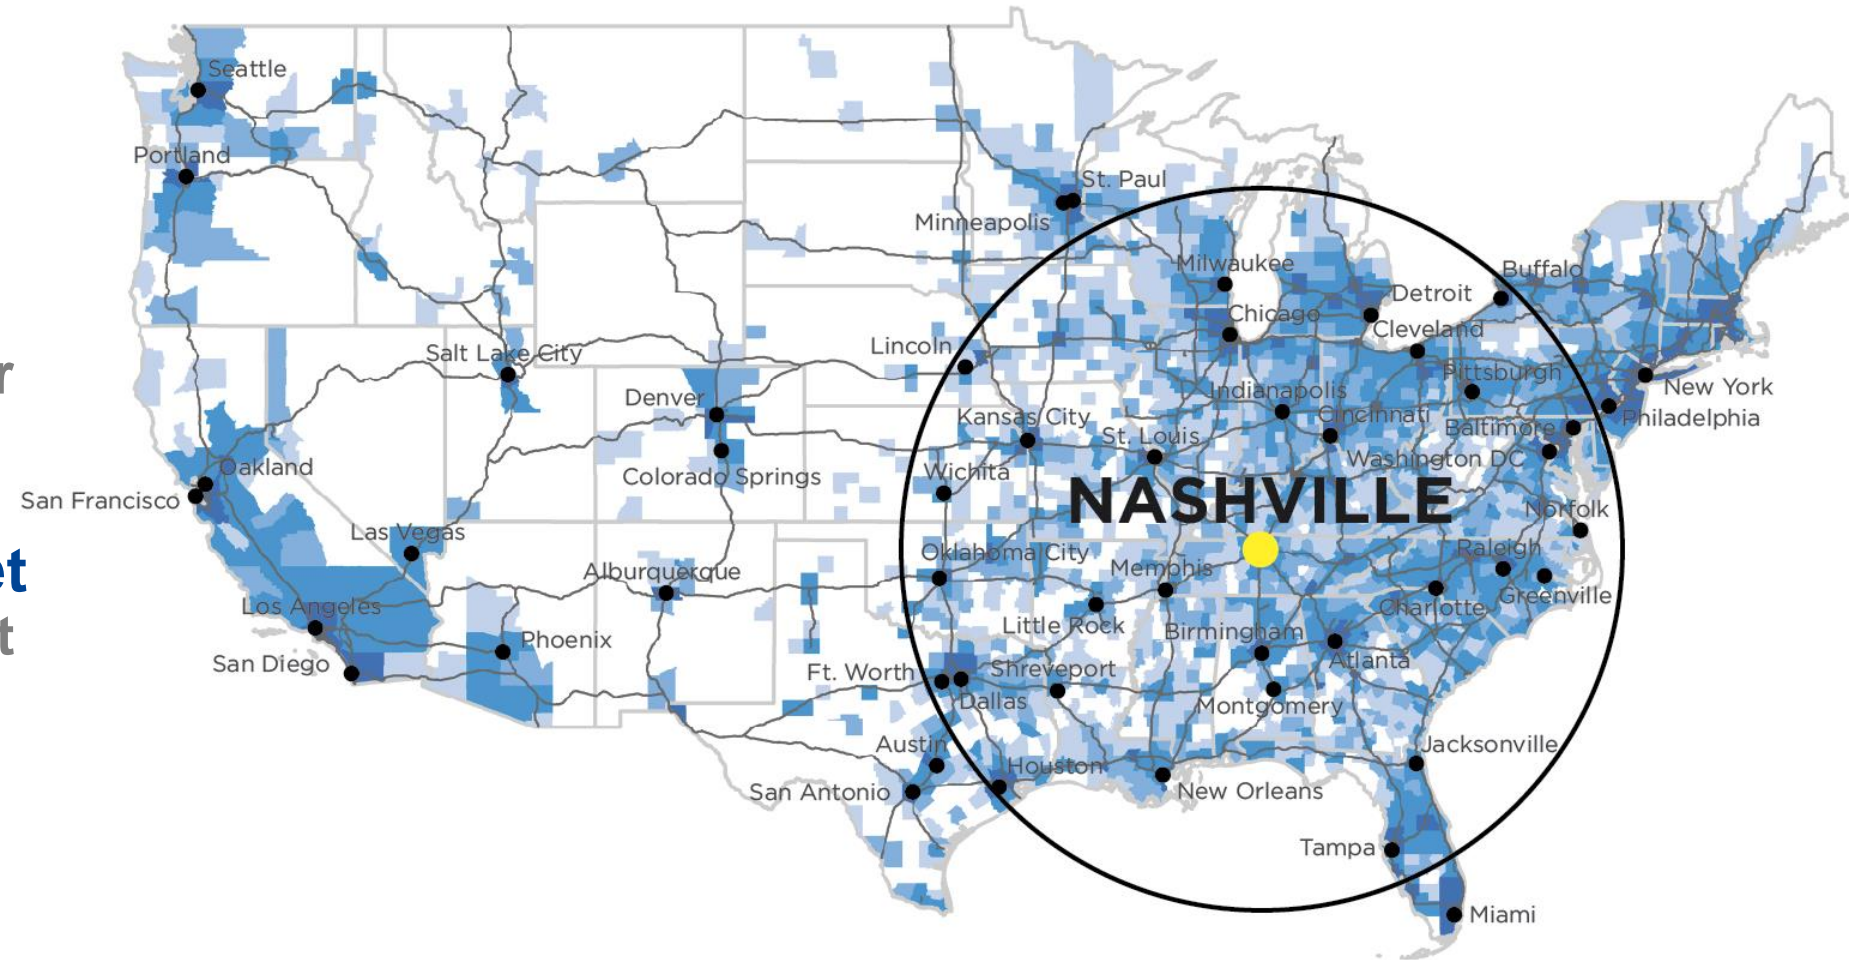 Seattle
Portland
St. Paul
Minneapolis
Milwaukee
Buffalo
Detroit
Chicago
Cleveland
Lincoln
Salt Lake City
r
Pittsburgh
New York
Denver
Indianapolis
Kansas City
Cincinnati
Philadelphia
St. Louis
Baltimore
Oakland
Colorado Springs
Wichita
Washington DC
San Francisco
NASHVILLE
Norfolk
Las Vegas
Oklahoma City
Raleigh
et
Alburquerque
Memphis
Los Angeles
Charlotte
Greenville
t
Phoenix
Little Rock
Birmingham
San Diego
Ft. Worth
Shreveport
Atlanta
Dallas
Montgomery
Austin
Jacksonville
Houston
San Antonio
New Orleans
Tampa
Miami